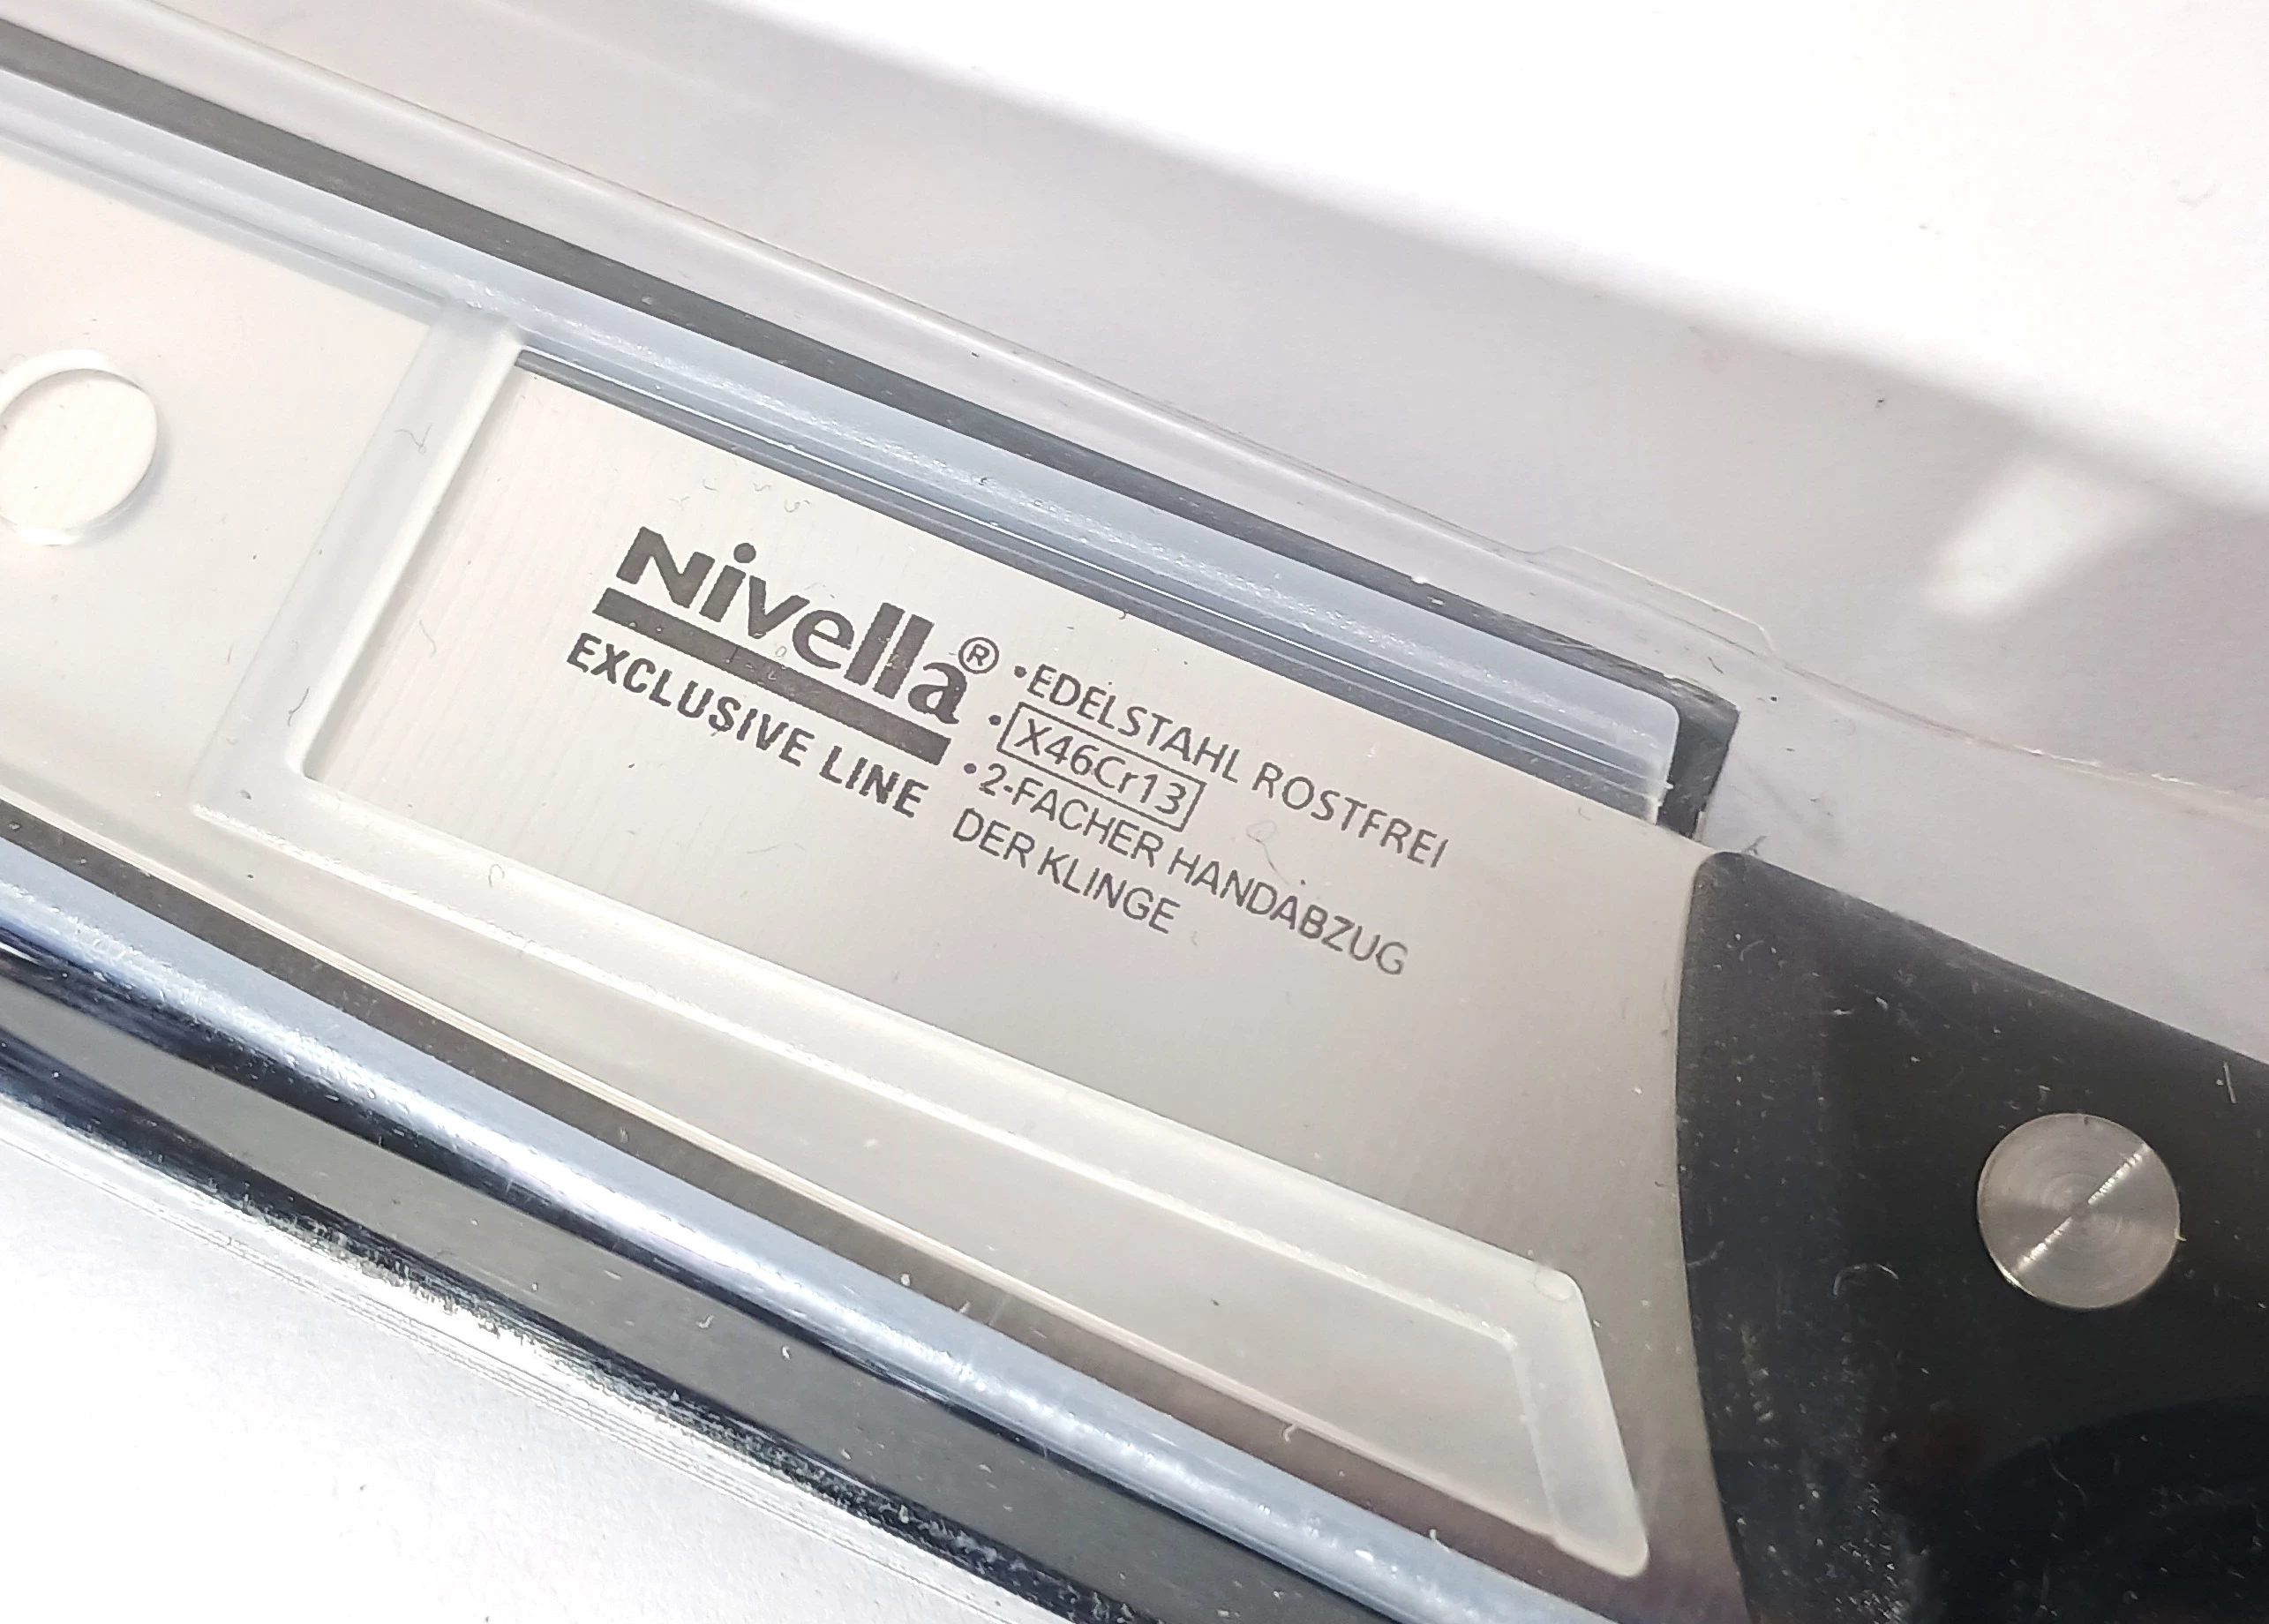 Nivella®
EXCLUSIVE LINE
•EDELSTAHL ROSTFREI
•X46Cr13
•2-FACHER HANDABZUG
DER KLINGE